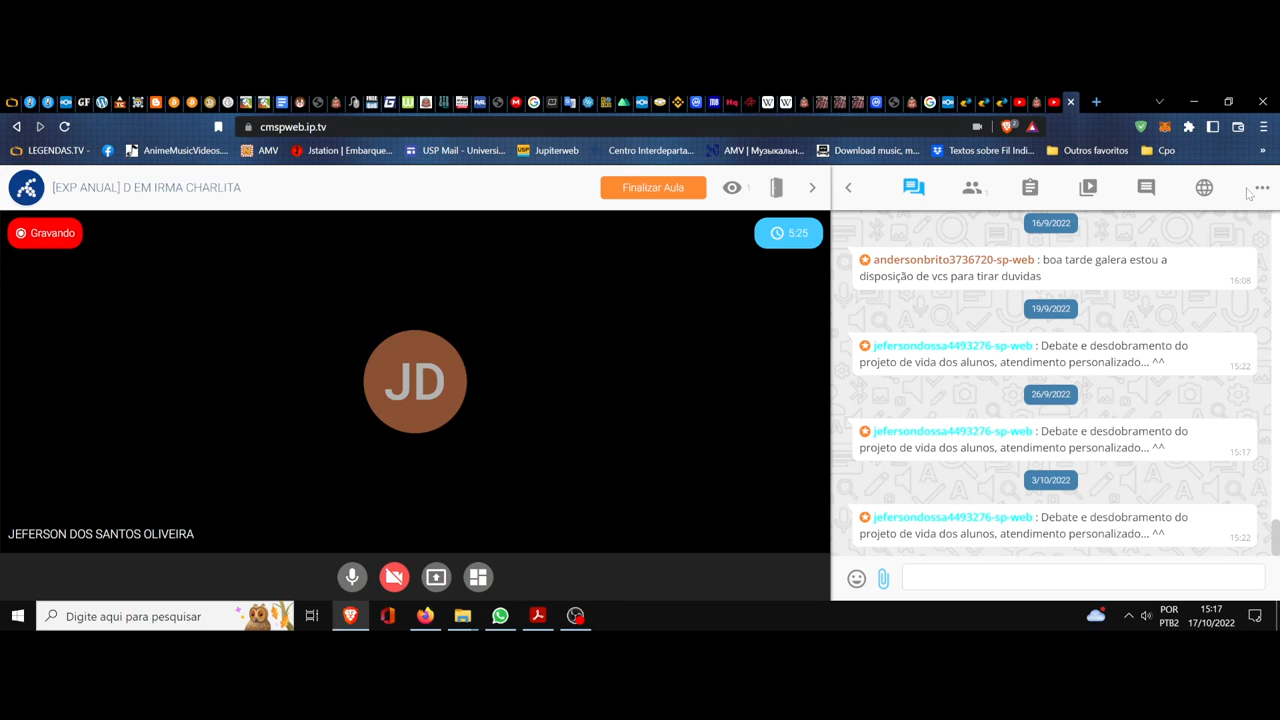 cmspweb.ip.tv
LEGENDAS.TV
AnimeMusicVideos...
AMV
Jstation | Embarque...
USP Mail - Universi...
Jupiterweb
Centro Interdeparta...
AMV | Музыкальн...
Download music, m...
Textos sobre Fil Indi...
Outros favoritos
Cpo
[EXP ANUAL] D EM IRMA CHARLITA
Finalizar Aula
1
1
Gravando
5:25
JD
JEFERSON DOS SANTOS OLIVEIRA
16/9/2022
andersonbrito3736720-sp-web : boa tarde galera estou a
disposição de vcs para tirar duvidas
16:08
19/9/2022
jefersondossa4493276-sp-web : Debate e desdobramento do
projeto de vida dos alunos, atendimento personalizado... ^^
15:22
26/9/2022
jefersondossa4493276-sp-web : Debate e desdobramento do
projeto de vida dos alunos, atendimento personalizado... ^^
15:17
3/10/2022
jefersondossa4493276-sp-web : Debate e desdobramento do
projeto de vida dos alunos, atendimento personalizado... ^^
15:22
Digite aqui para pesquisar
POR
PTB2
15:17
17/10/2022